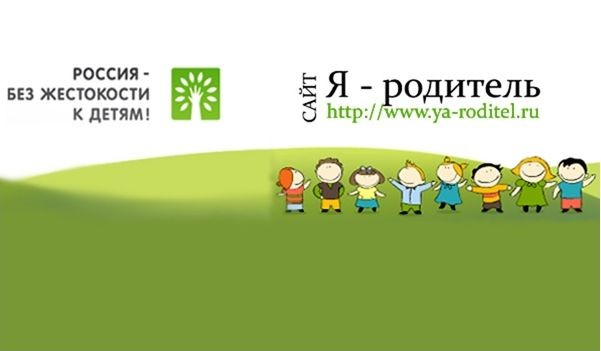 РОССИЯ -
БЕЗ ЖЕСТОКОСТИ
К ДЕТЯМ!
САЙТ
Я - родитель
http://www.ya-roditel.ru